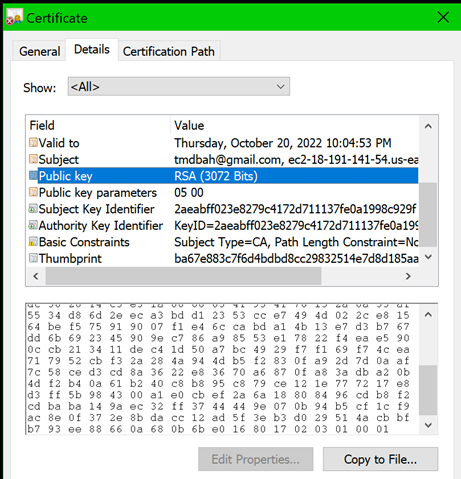 Certificate
General Details Certification Path
Show: <All>
Field Value
Valid to Thursday, October 20, 2022 10:04:53 PM
Subject tmdbah@gmail.com, ec2-18-191-141-54.us-ea
Public key RSA (3072 Bits)
Public key parameters 05 00
Subject Key Identifier 2aeabff023e8279c4172d711137fe0a1998c929f
Authority Key Identifier KeyID=2aeabff023e8279c4172d711137fe0a1998c
Basic Constraints Subject Type=CA, Path Length Constraint=No
Thumbprint ba67e883c7f6d4bdbd8cc29832514e7d8d185aa
55 34 d8 6d 2e ec a3 bd d1 23 53 cc e7 49 4d 02 2c e8 15
64 be f5 75 91 90 07 f1 e4 6c ca bd a1 4b 13 e7 d3 b7 67
dd 6b 69 23 45 90 9e c7 86 a9 85 53 e1 78 22 f4 ea e5 90
0c cb 21 34 11 de c4 1d 50 a7 bc 49 29 f7 f1 69 f7 4c ea
71 79 52 cb f3 2a 28 4a 94 4d b5 f2 83 0f a9 2d 7d 0a af
7c 58 ce d3 cd 8a 36 22 e8 36 70 a6 87 0f a8 3a db a2 0b
4d f2 b4 0a 61 b2 40 c8 b8 95 c8 79 ce 12 1e 77 72 17 e8
d3 ff 5b 98 43 00 a1 e0 cb ef 2a 6a 18 80 84 96 cd b8 f2
cd ba ba 14 9a ec 32 ff 37 44 44 9e 07 0b 94 b5 cf 1c f9
ac 8e 0f 37 2e 8b da cc 12 ad 5f 3e b3 d0 29 51 4a cb bf
b7 93 ee 88 66 0a 68 0b 6b e0 16 80 17 02 03 01 00 01
Edit Properties... Copy to File...